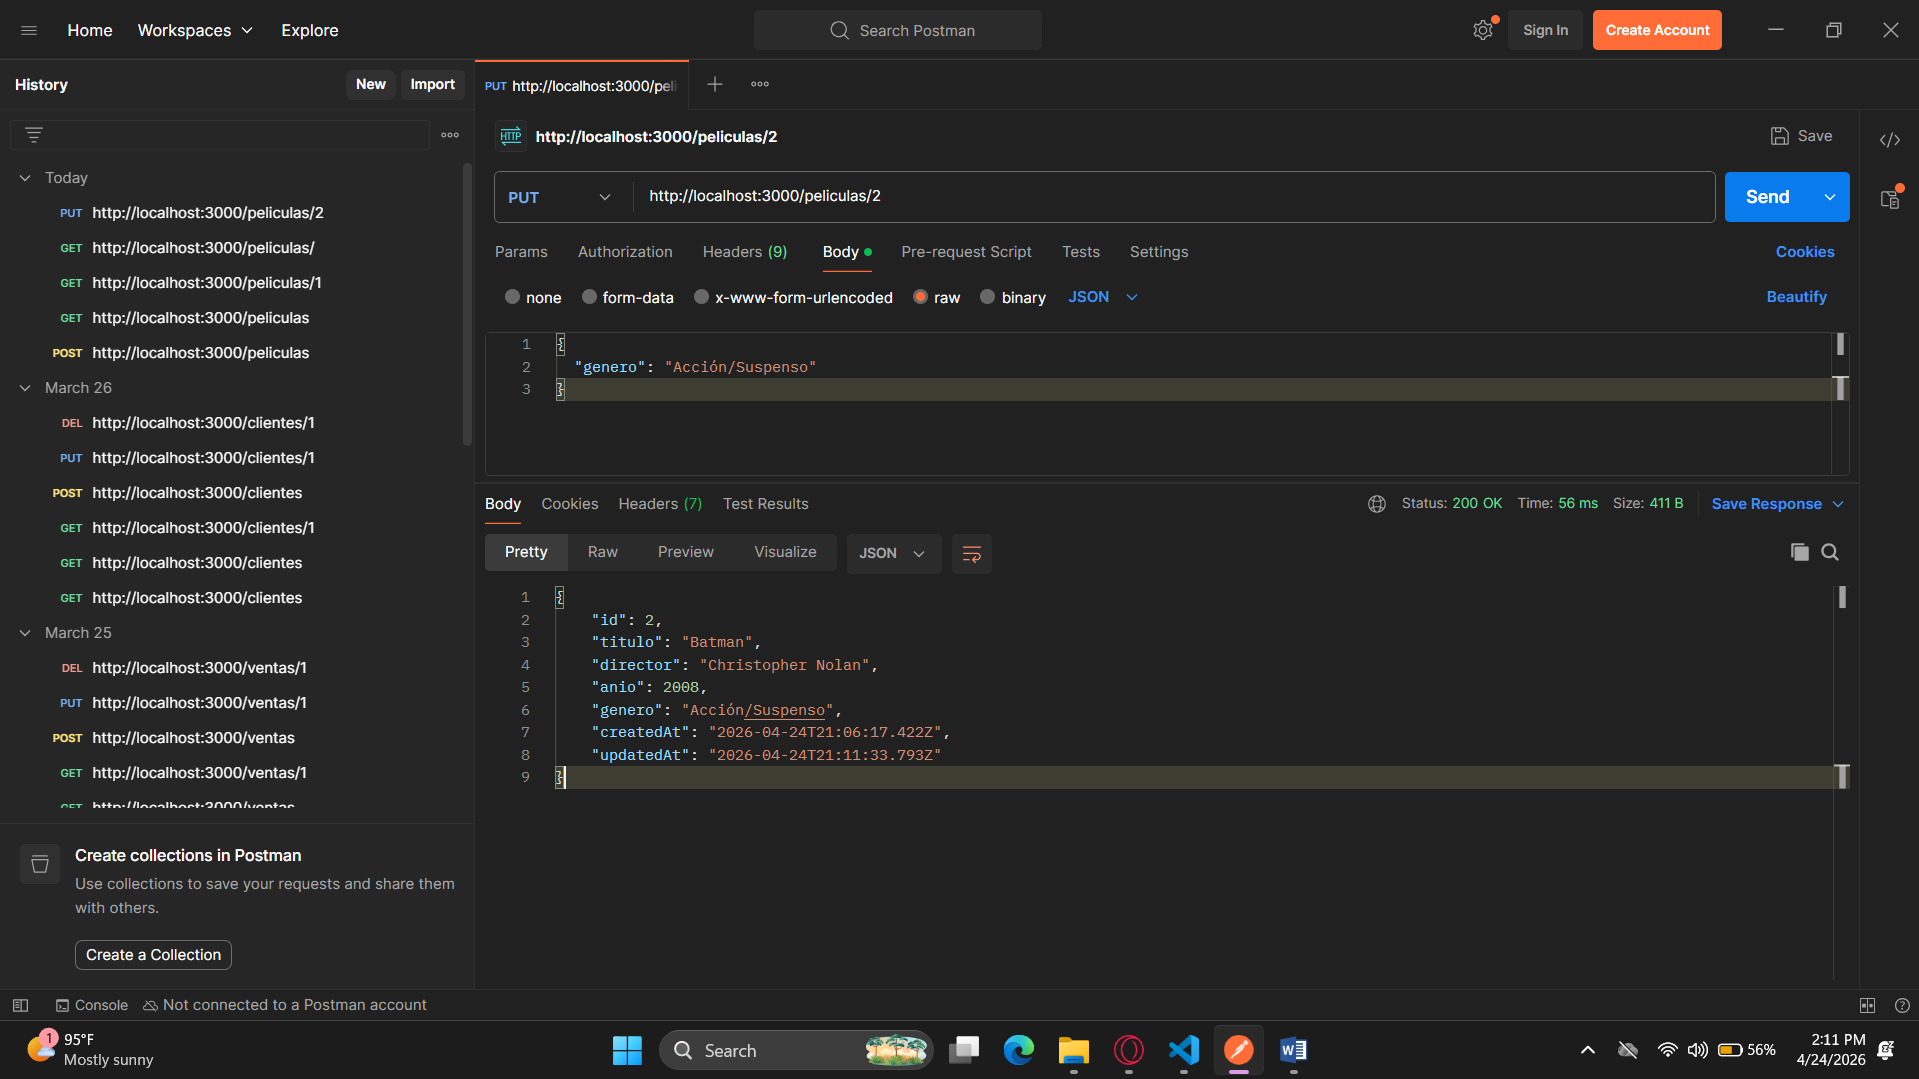 Home Workspaces Explore Search Postman Sign In Create Account
History New Import PUT http://localhost:3000/peli
HTTP http://localhost:3000/peliculas/2 Save
Today
PUT http://localhost:3000/peliculas/2 Send
PUT http://localhost:3000/peliculas/2
GET http://localhost:3000/peliculas/
GET http://localhost:3000/peliculas/1
GET http://localhost:3000/peliculas
POST http://localhost:3000/peliculas
March 26
DEL http://localhost:3000/clientes/1
PUT http://localhost:3000/clientes/1
POST http://localhost:3000/clientes
GET http://localhost:3000/clientes/1
GET http://localhost:3000/clientes
GET http://localhost:3000/clientes
March 25
DEL http://localhost:3000/ventas/1
PUT http://localhost:3000/ventas/1
POST http://localhost:3000/ventas
GET http://localhost:3000/ventas/1
GET http://localhost:3000/ventas
Create collections in Postman
Use collections to save your requests and share them
with others.
Create a Collection
Params Authorization Headers (9) Body Pre-request Script Tests Settings Cookies
none form-data x-www-form-urlencoded raw binary JSON Beautify
1 {
2 "genero": "Acción/Suspenso"
3 }
Body Cookies Headers (7) Test Results Status: 200 OK Time: 56 ms Size: 411 B Save Response
Pretty Raw Preview Visualize JSON
1 {
2 "id": 2,
3 "titulo": "Batman",
4 "director": "Christopher Nolan",
5 "anio": 2008,
6 "genero": "Acción/Suspenso",
7 "createdAt": "2026-04-24T21:06:17.422Z",
8 "updatedAt": "2026-04-24T21:11:33.793Z"
9 }
Console Not connected to a Postman account
1 95°F
Mostly sunny
Search
W
56%
2:11 PM
4/24/2026